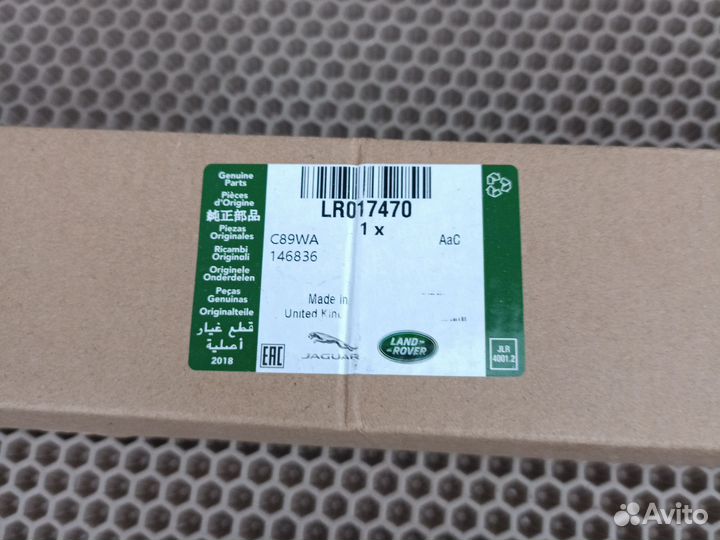 Genuine
Parts
Pièces
d'Origine
純正部品
Piezas
Originales
Ricambi
Originali
Originele
Onderdelen
Peças
Genuinas
Originalteile
قطع غيار
أصلية
2018
LR017470
1 x
C89WA
AaC
146836
Made in
United
EAC
JAGUAR
LAND
ROVER
JLR
4001.2
Avito